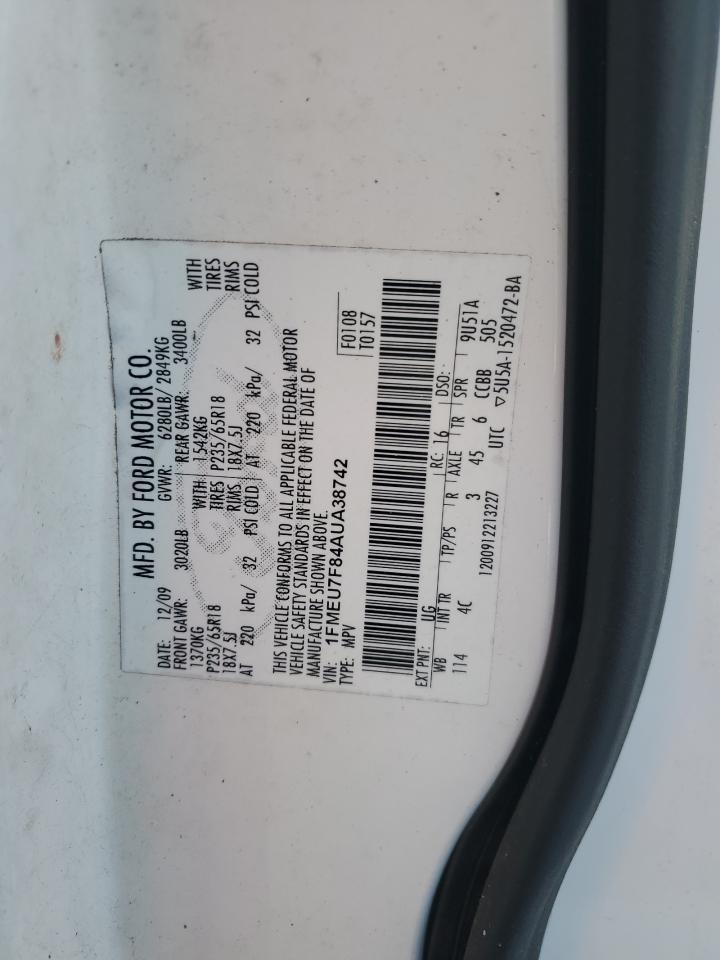 MFD. BY FORD MOTOR CO.
DATE: 12/09 GVWR: 6280LB/ 2849KG
FRONT GAWR: 3020LB REAR GAWR: 3400LB
1370KG WITH 1542KG WITH
P235/65R18 TIRES P235/65R18 TIRES
18X7.5J RIMS 18X7.5J RIMS
AT 220 kPa/ 32 PSI COLD AT 220 kPa/ 32 PSI COLD
THIS VEHICLE CONFORMS TO ALL APPLICABLE FEDERAL MOTOR
VEHICLE SAFETY STANDARDS IN EFFECT ON THE DATE OF
MANUFACTURE SHOWN ABOVE.
VIN: 1FMEU7F84AUA38742 F0108
TYPE: MPV T0157
EXT PNT: UG RC: 16 DSO:
WB INT TR TP/PS R AXLE TR SPR 9U51A
114 4C 3 45 6 CCBB 505
1200912213227 UTC ▽5U5A-1520472-BA